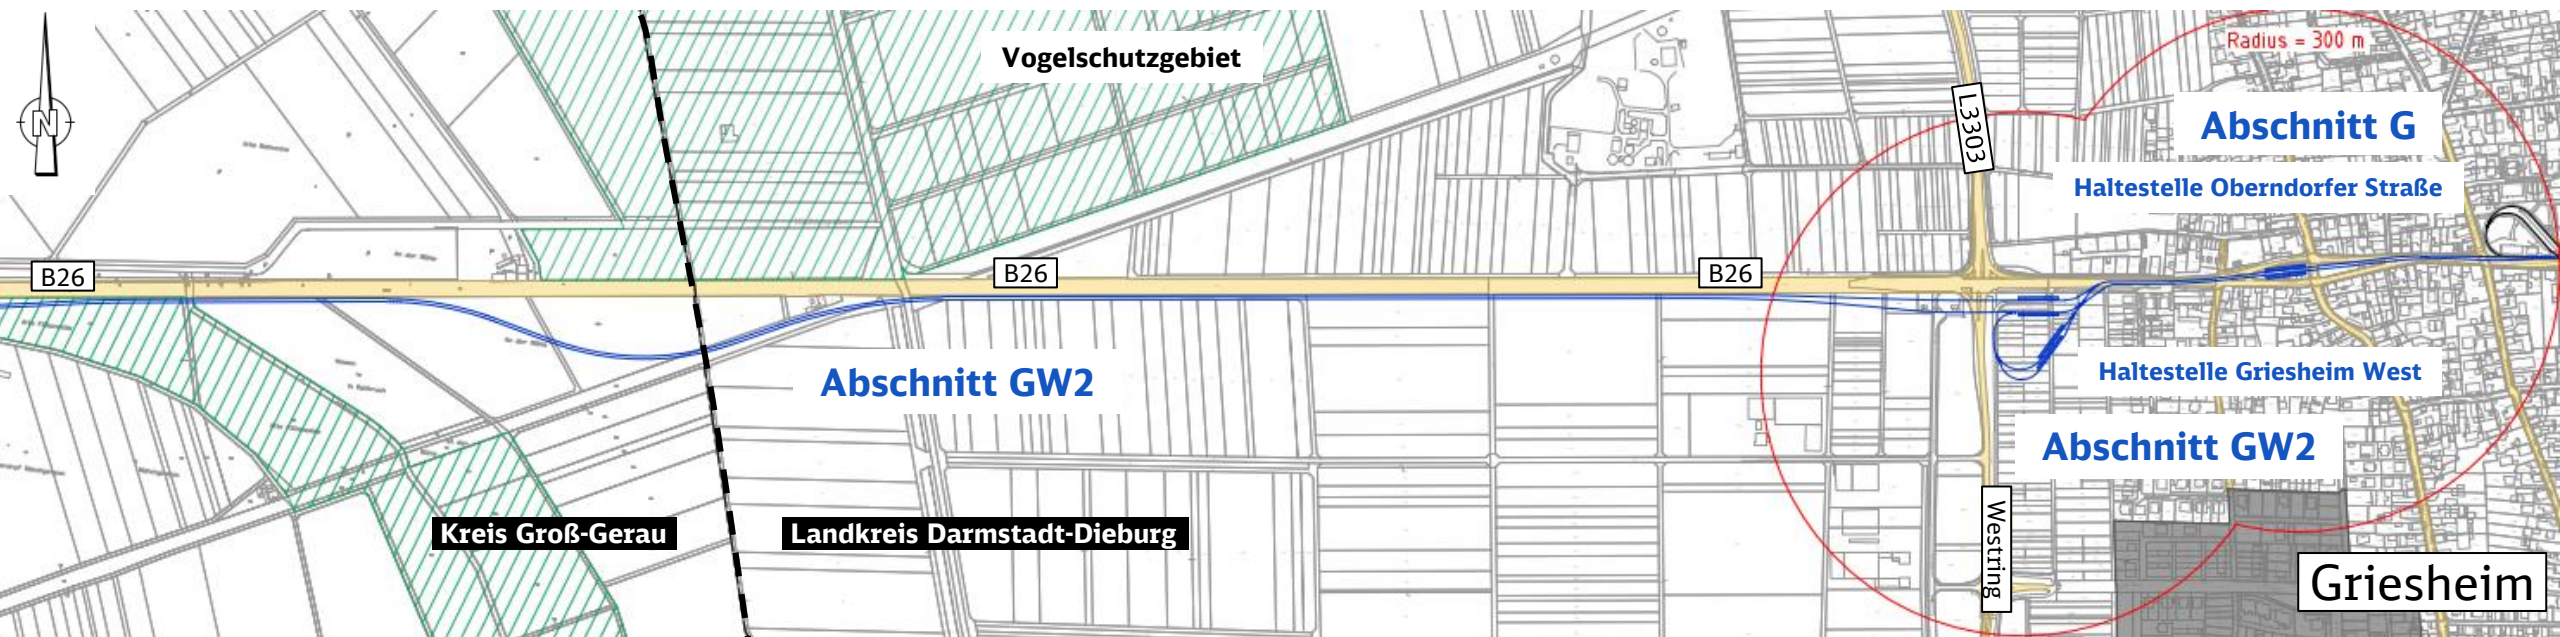 Radius = 300 m
Vogelschutzgebiet
L3303
Abschnitt G
N
Haltestelle Oberndorfer Straße
B26
B26
B26
Haltestelle Griesheim West
Abschnitt GW2
Abschnitt GW2
Kreis Groß-Gerau
Landkreis Darmstadt-Dieburg
Westring
Griesheim